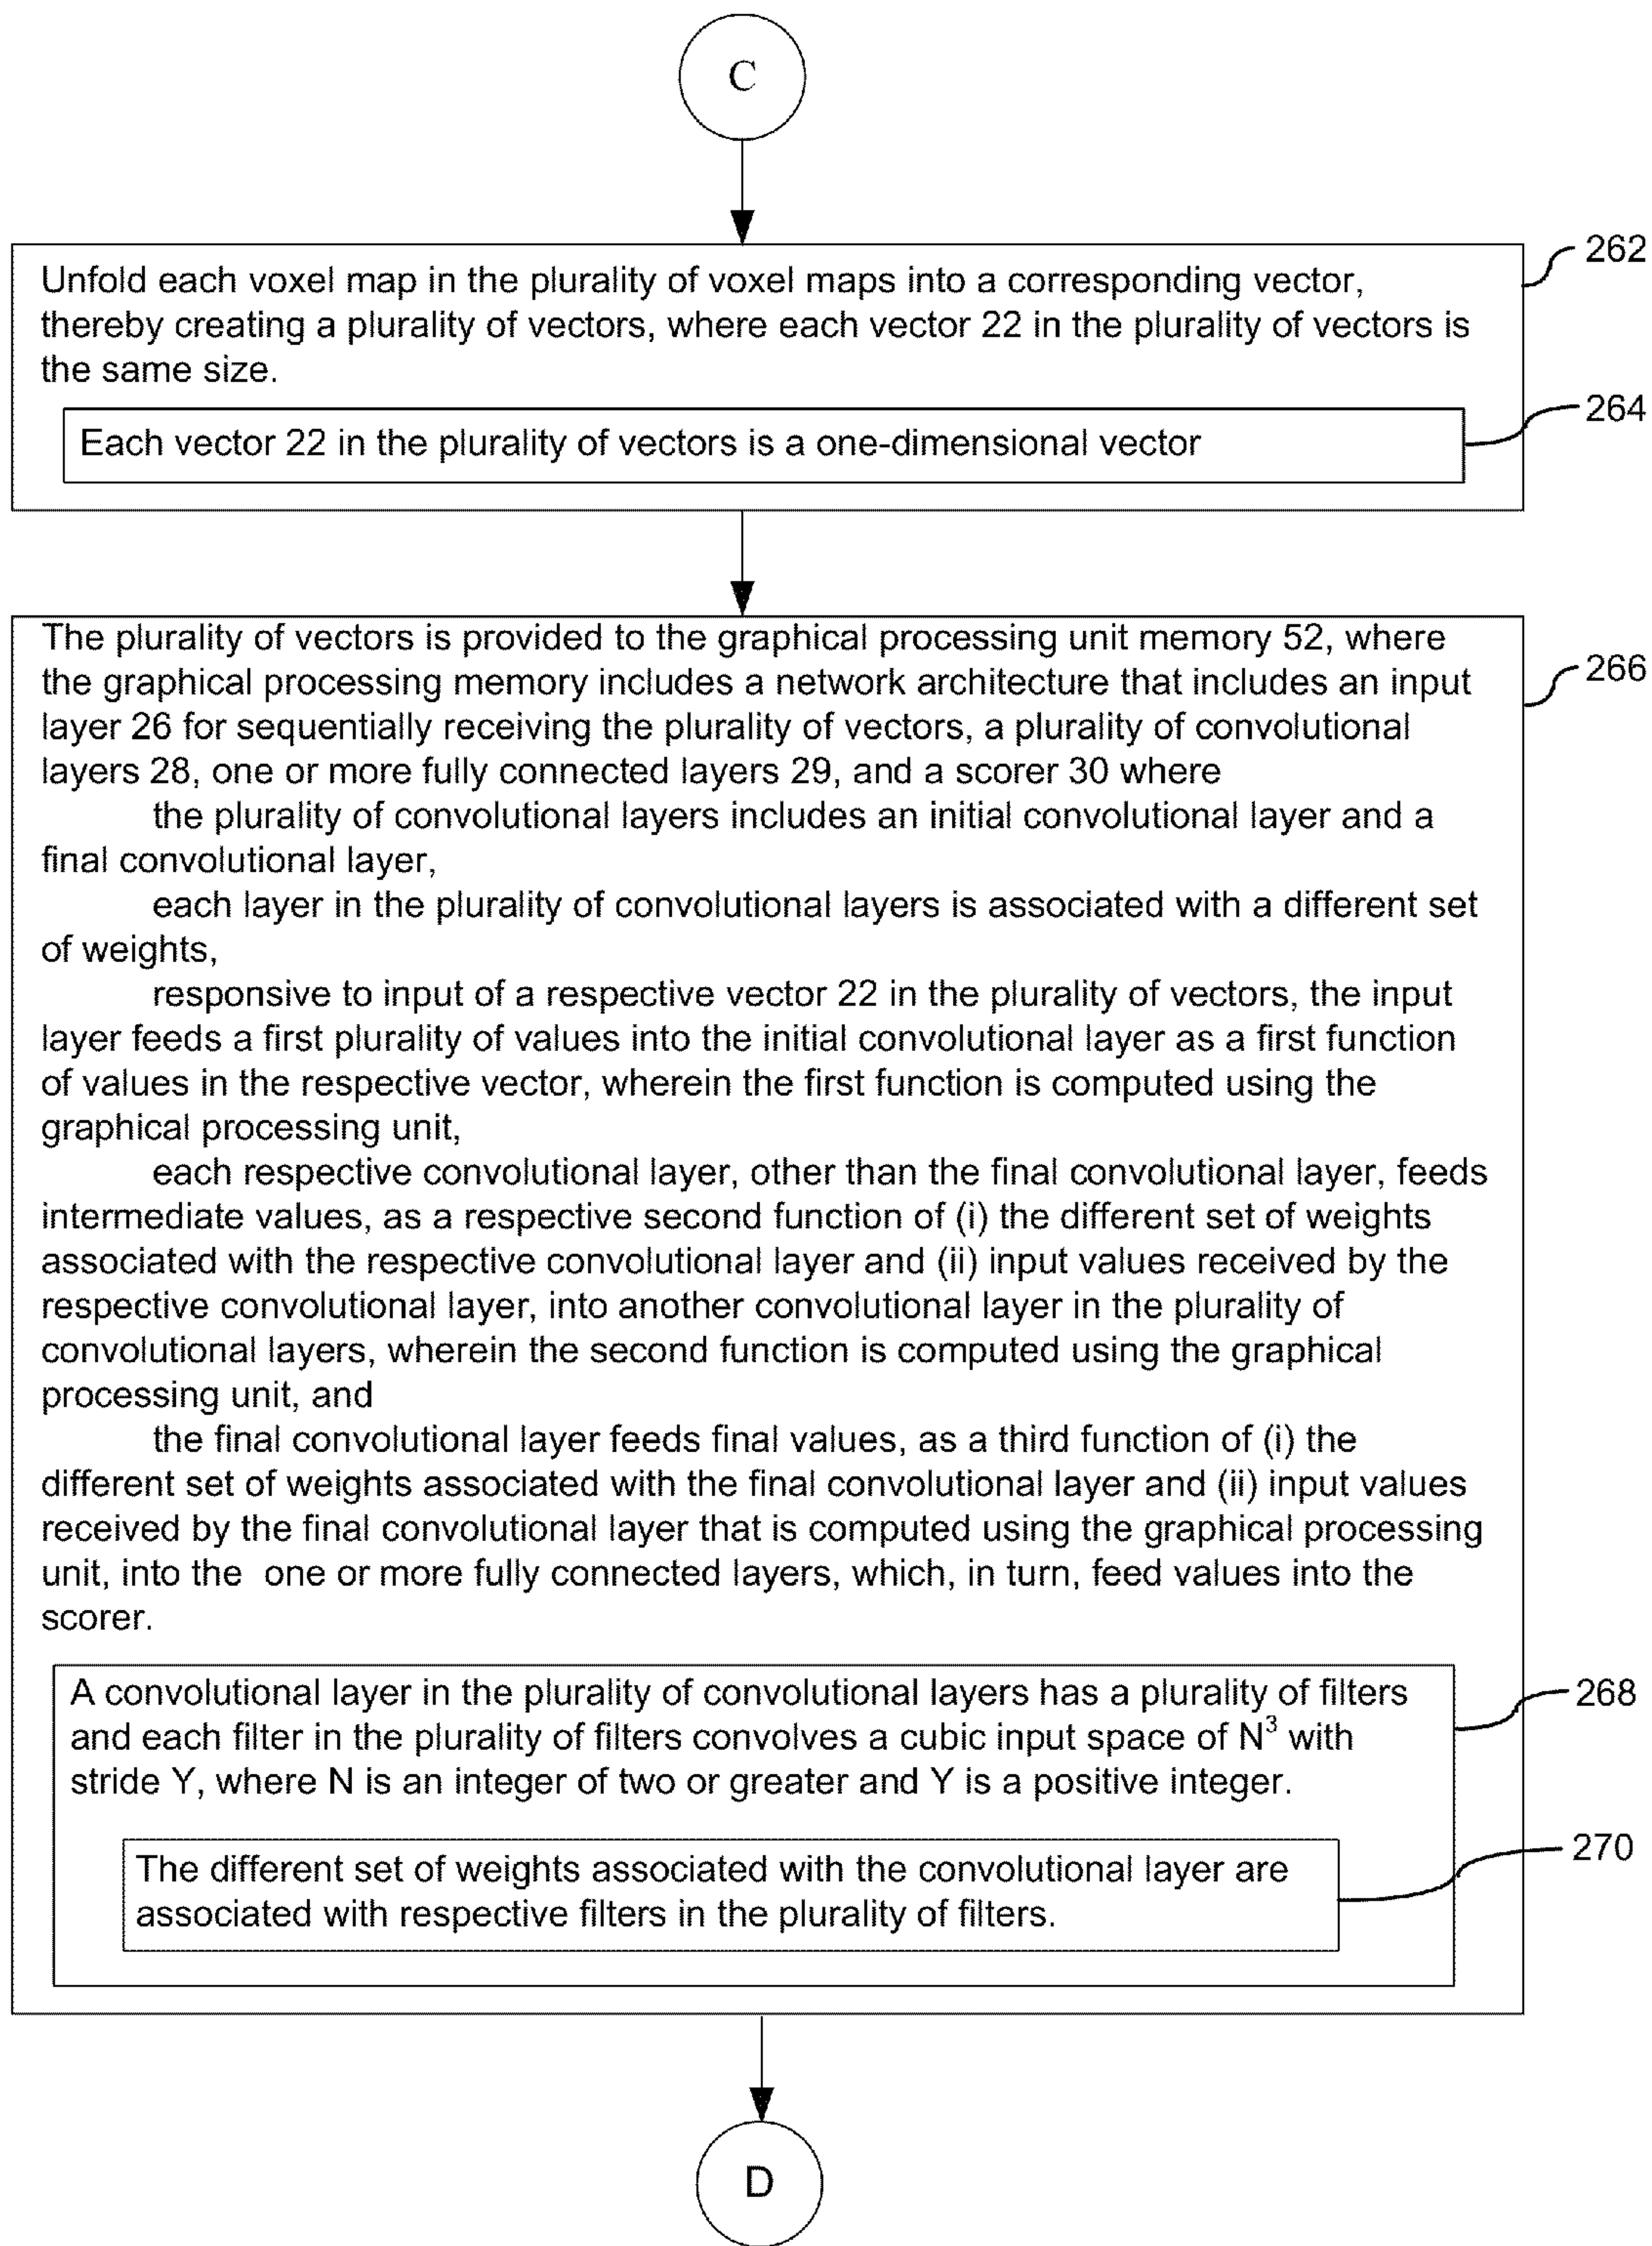 C
262
Unfold each voxel map in the plurality of voxel maps into a corresponding vector,
thereby creating a plurality of vectors, where each vector 22 in the plurality of vectors is
the same size.
264
Each vector 22 in the plurality of vectors is a one-dimensional vector
The plurality of vectors is provided to the graphical processing unit memory 52, where
266
the graphical processing memory includes a network architecture that includes an input
layer 26 for sequentially receiving the plurality of vectors, a plurality of convolutional
layers 28, one or more fully connected layers 29, and a scorer 30 where
the plurality of convolutional layers includes an initial convolutional layer and a
final convolutional layer,
each layer in the plurality of convolutional layers is associated with a different set
of weights,
responsive to input of a respective vector 22 in the plurality of vectors, the input
layer feeds a first plurality of values into the initial convolutional layer as a first function
of values in the respective vector, wherein the first function is computed using the
graphical processing unit,
each respective convolutional layer, other than the final convolutional layer, feeds
intermediate values, as a respective second function of (i) the different set of weights
associated with the respective convolutional layer and (ii) input values received by the
respective convolutional layer, into another convolutional layer in the plurality of
convolutional layers, wherein the second function is computed using the graphical
processing unit, and
the final convolutional layer feeds final values, as a third function of (i) the
different set of weights associated with the final convolutional layer and (ii) input values
received by the final convolutional layer that is computed using the graphical processing
unit, into the one or more fully connected layers, which, in turn, feed values into the
scorer.
A convolutional layer in the plurality of convolutional layers has a plurality of filters
268
and each filter in the plurality of filters convolves a cubic input space of N³ with
stride Y, where N is an integer of two or greater and Y is a positive integer.
270
The different set of weights associated with the convolutional layer are
associated with respective filters in the plurality of filters.
D